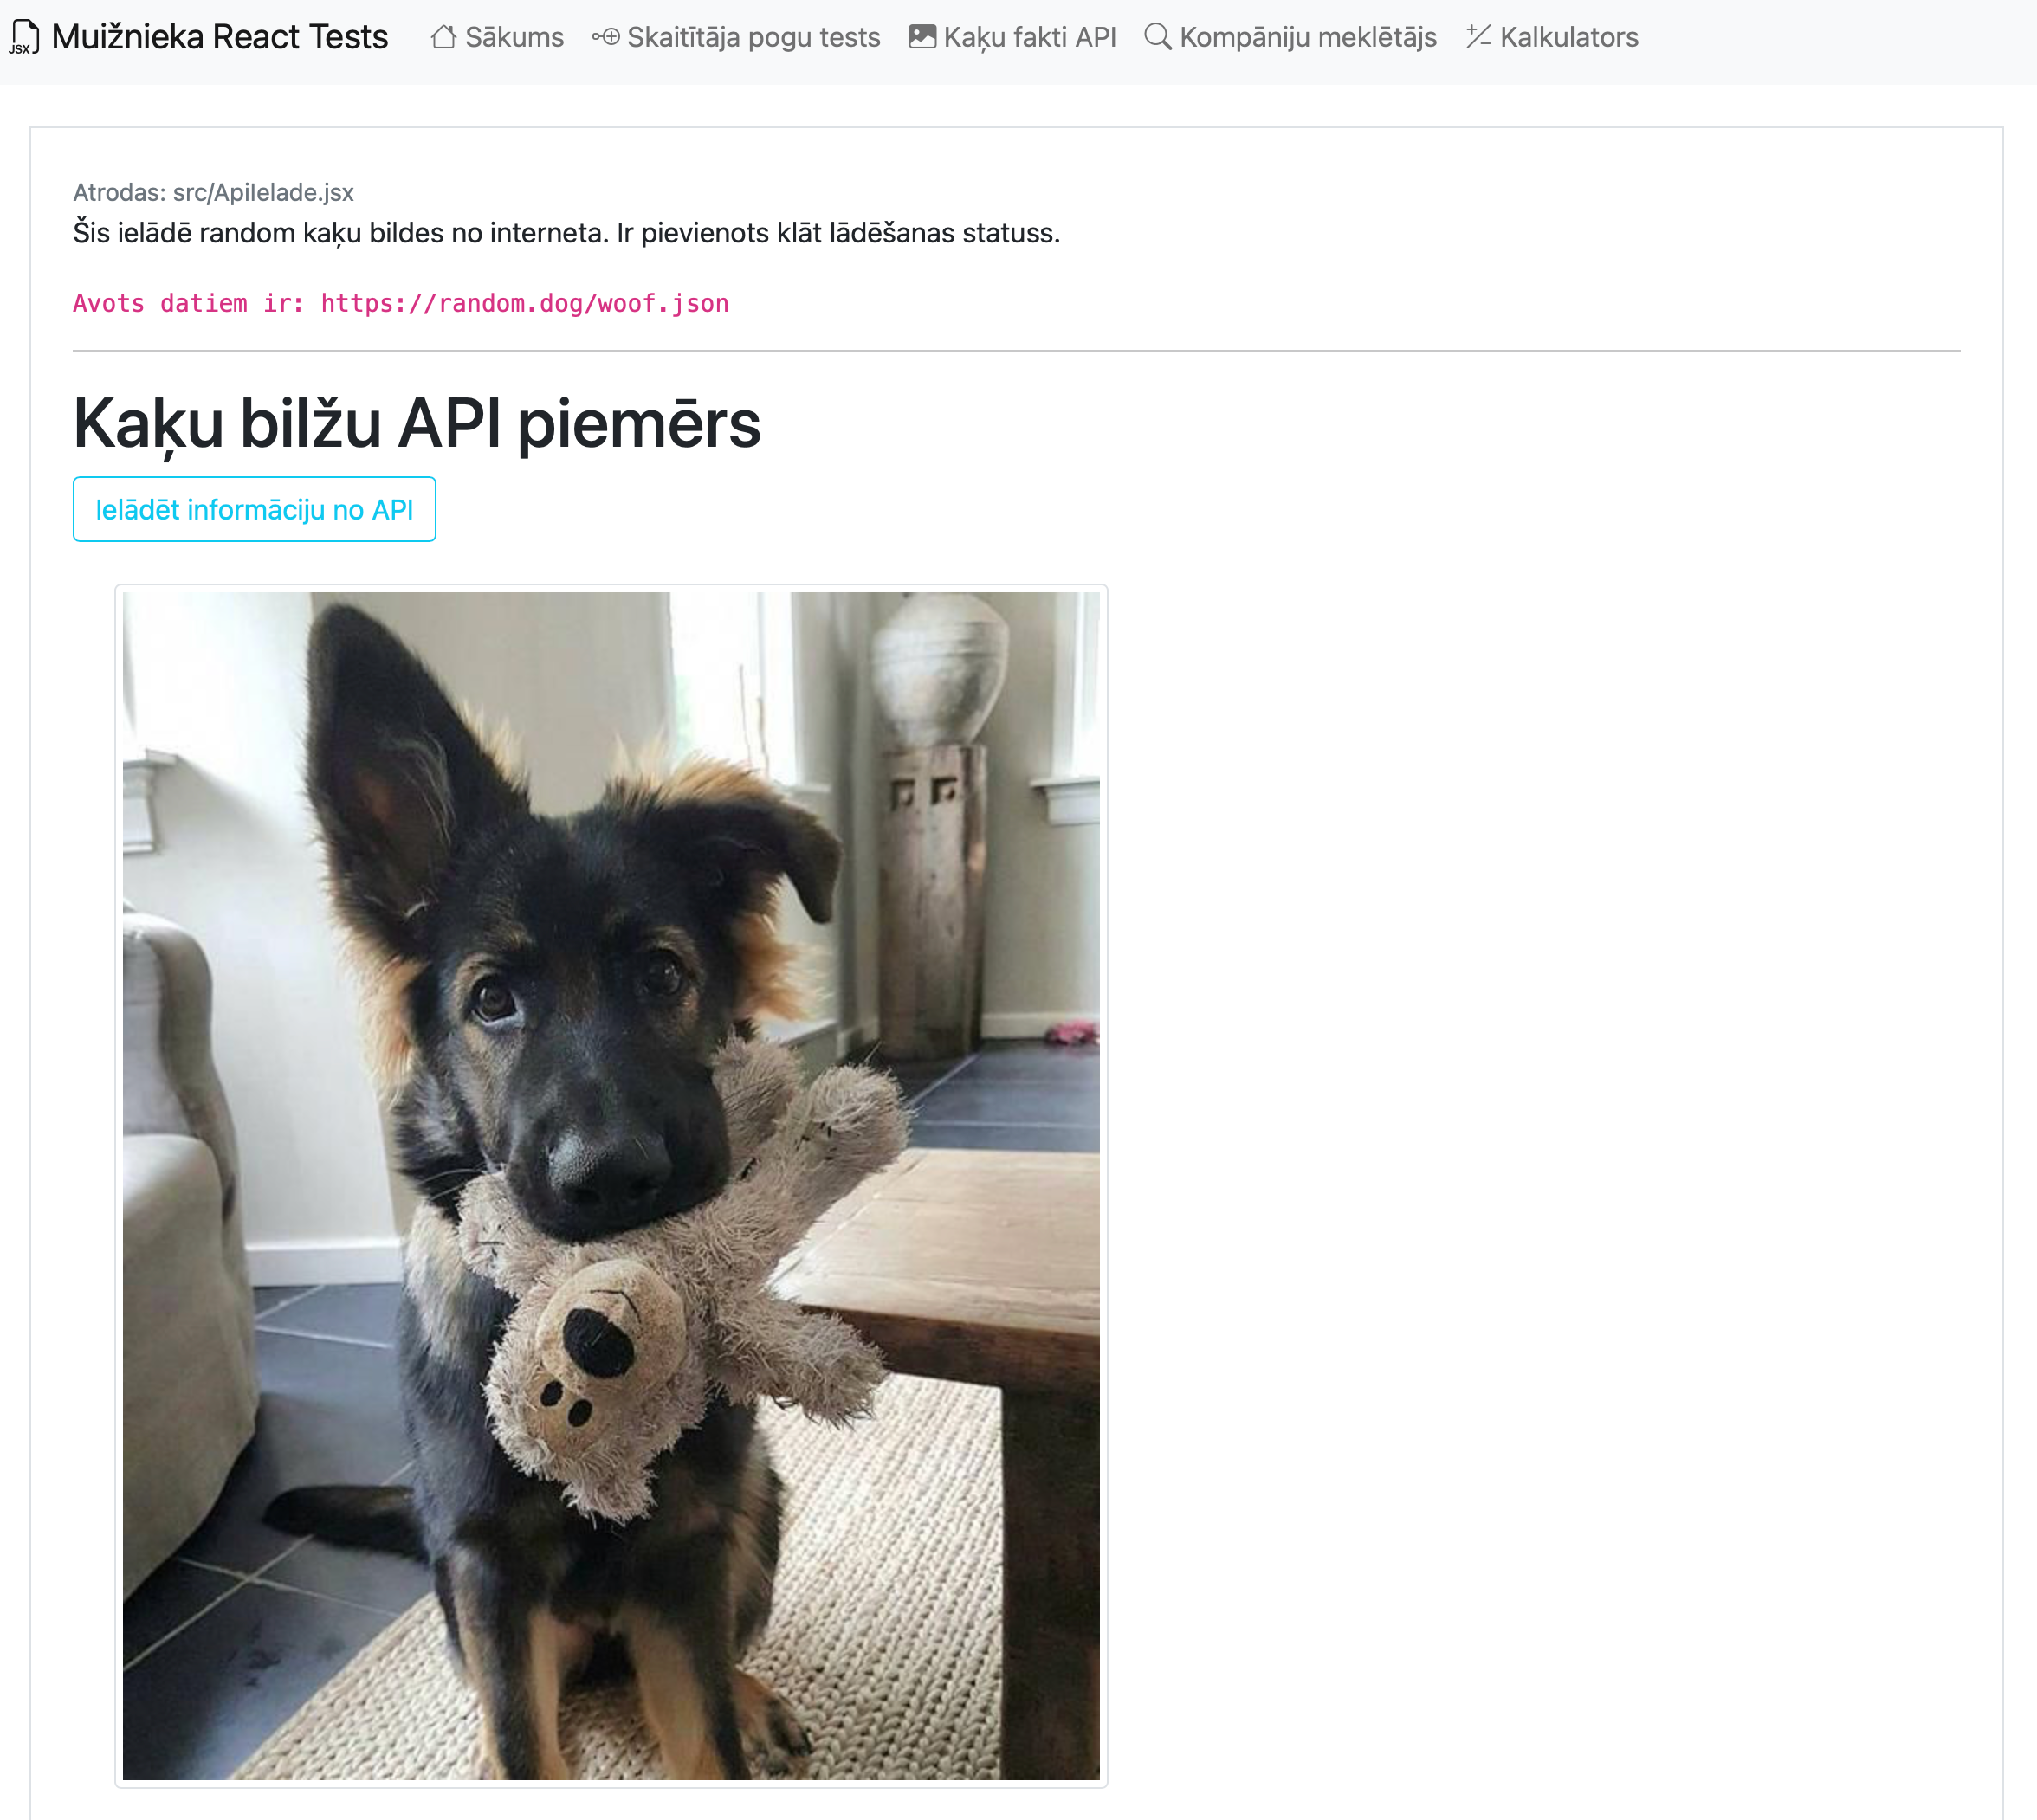 JSX Muižnieka React Tests Sākums Skaitītāja pogu tests Kaķu fakti API Kompāniju meklētājs Kalkulators
Atrodas: src/ApiIelade.jsx
Šis ielādē random kaķu bildes no interneta. Ir pievienots klāt lādēšanas statuss.
Avots datiem ir: https://random.dog/woof.json
Kaķu bilžu API piemērs
Ielādēt informāciju no API